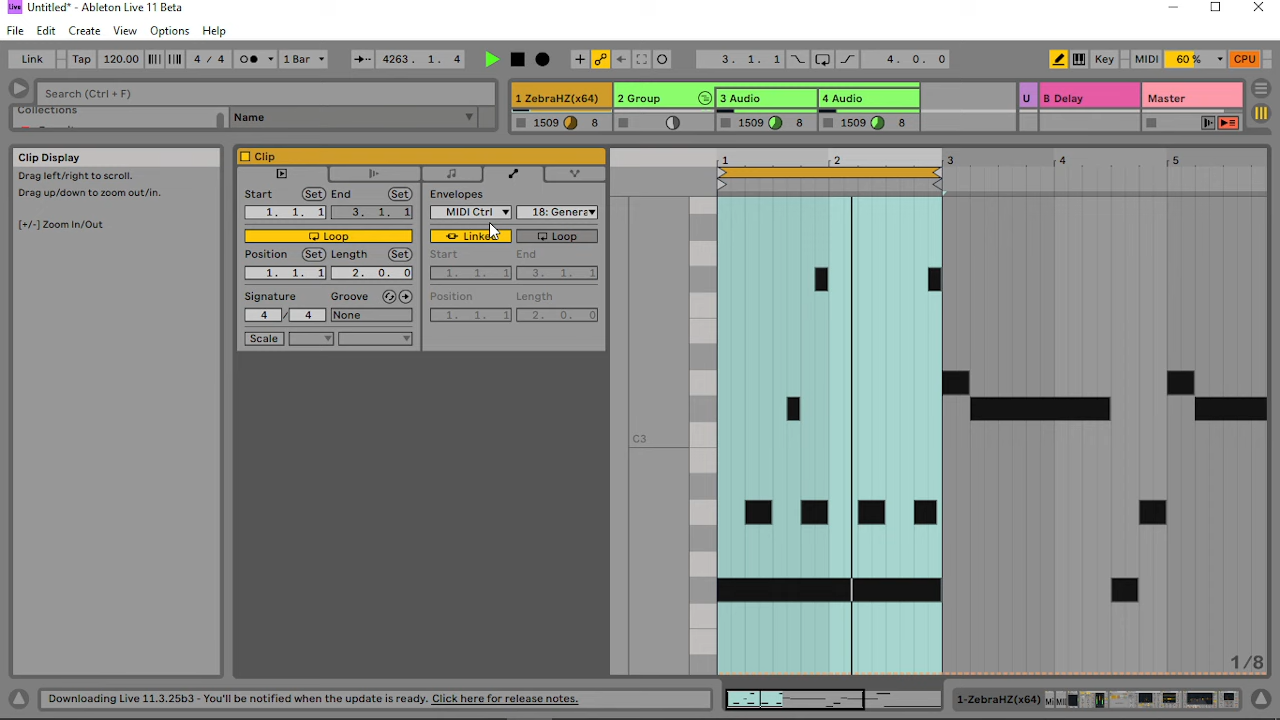 Live Untitled* - Ableton Live 11 Beta
File Edit Create View Options Help
Link Tap 120.00 4 / 4 1 Bar 4263. 1. 4 3. 1. 1 4. 0. 0 Key MIDI 60 % CPU
Search (Ctrl + F)
Collections
Name
1 ZebraHZ(x64) 2 Group 3 Audio 4 Audio U B Delay Master
1509 8 1509 8 1509 8
Clip Display
Drag left/right to scroll.
Drag up/down to zoom out/in.
[+/-] Zoom In/Out
Clip
Start Set End Set Envelopes
1. 1. 1 3. 1. 1 MIDI Ctrl 18: Genera
Loop Linked Loop
Position Set Length Set Start End
1. 1. 1 2. 0. 0 1. 1. 1 3. 1. 1
Signature Groove Position Length
4 / 4 None 1. 1. 1 2. 0. 0
Scale
1 2 3 4 5
C3
1/8
Downloading Live 11.3.25b3 - You'll be notified when the update is ready. Click here for release notes.
1-ZebraHZ(x64)